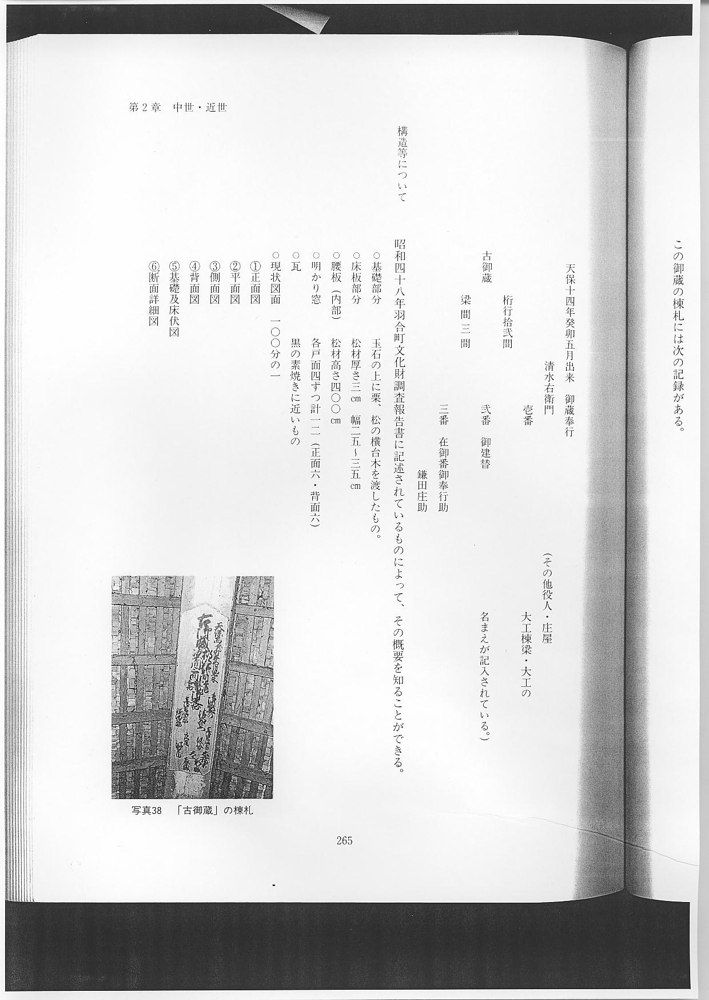 この御蔵の棟札には次の記録がある。
第２章　中世・近世
天保十四年癸卯五月出来　御蔵奉行
清水右衛門
（その他役人・庄屋
壱番
大工棟梁・大工の
桁行拾弐間
古御蔵
弐番　御建替
名まえが記入されている。）
梁間三間
三番　在御番御奉行助
鎌田庄助
構造等について
昭和四十八年羽合町文化財調査報告書に記述されているものによって、その概要を知ることができる。
○基礎部分　玉石の上に栗、松の横台木を渡したもの。
○床板部分　松材厚さ三㎝　幅二五～三五㎝
○腰板（内部）　松材高さ四〇〇㎝
○明かり窓　各戸面四ずつ計一二（正面六・背面六）
○瓦　黒の素焼きに近いもの
○現状図面　一〇〇分の一
①正面図
②平面図
③側面図
④背面図
⑤基礎及床伏図
⑥断面詳細図
古御蔵
写真38　「古御蔵」の棟札
265